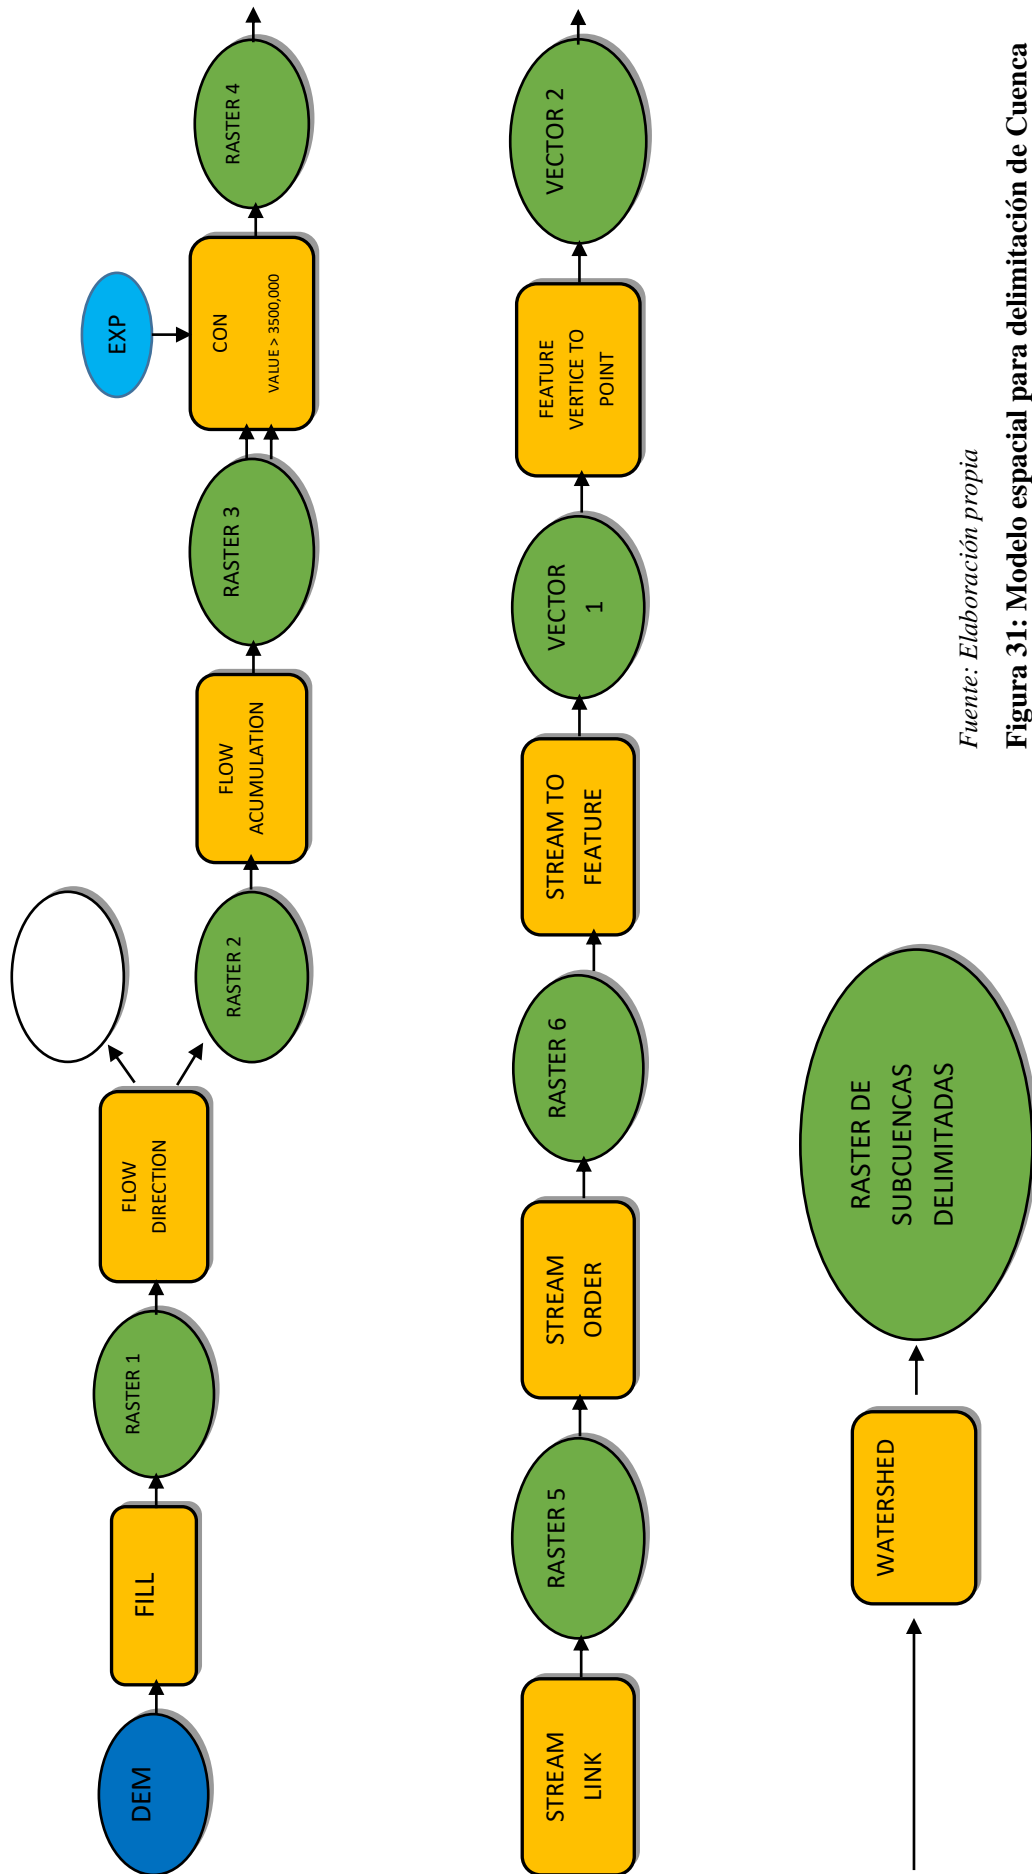 DEM
FILL
RASTER 1
FLOW
DIRECTION
RASTER 2
FLOW
ACUMULATION
RASTER 3
EXP
CON
VALUE > 3500,000
RASTER 4
STREAM
LINK
RASTER 5
STREAM
ORDER
RASTER 6
STREAM TO
FEATURE
VECTOR
1
FEATURE
VERTICE TO
POINT
VECTOR 2
WATERSHED
RASTER DE
SUBCUENCAS
DELIMITADAS
Fuente: Elaboración propia
Figura 31: Modelo espacial para delimitación de Cuenca